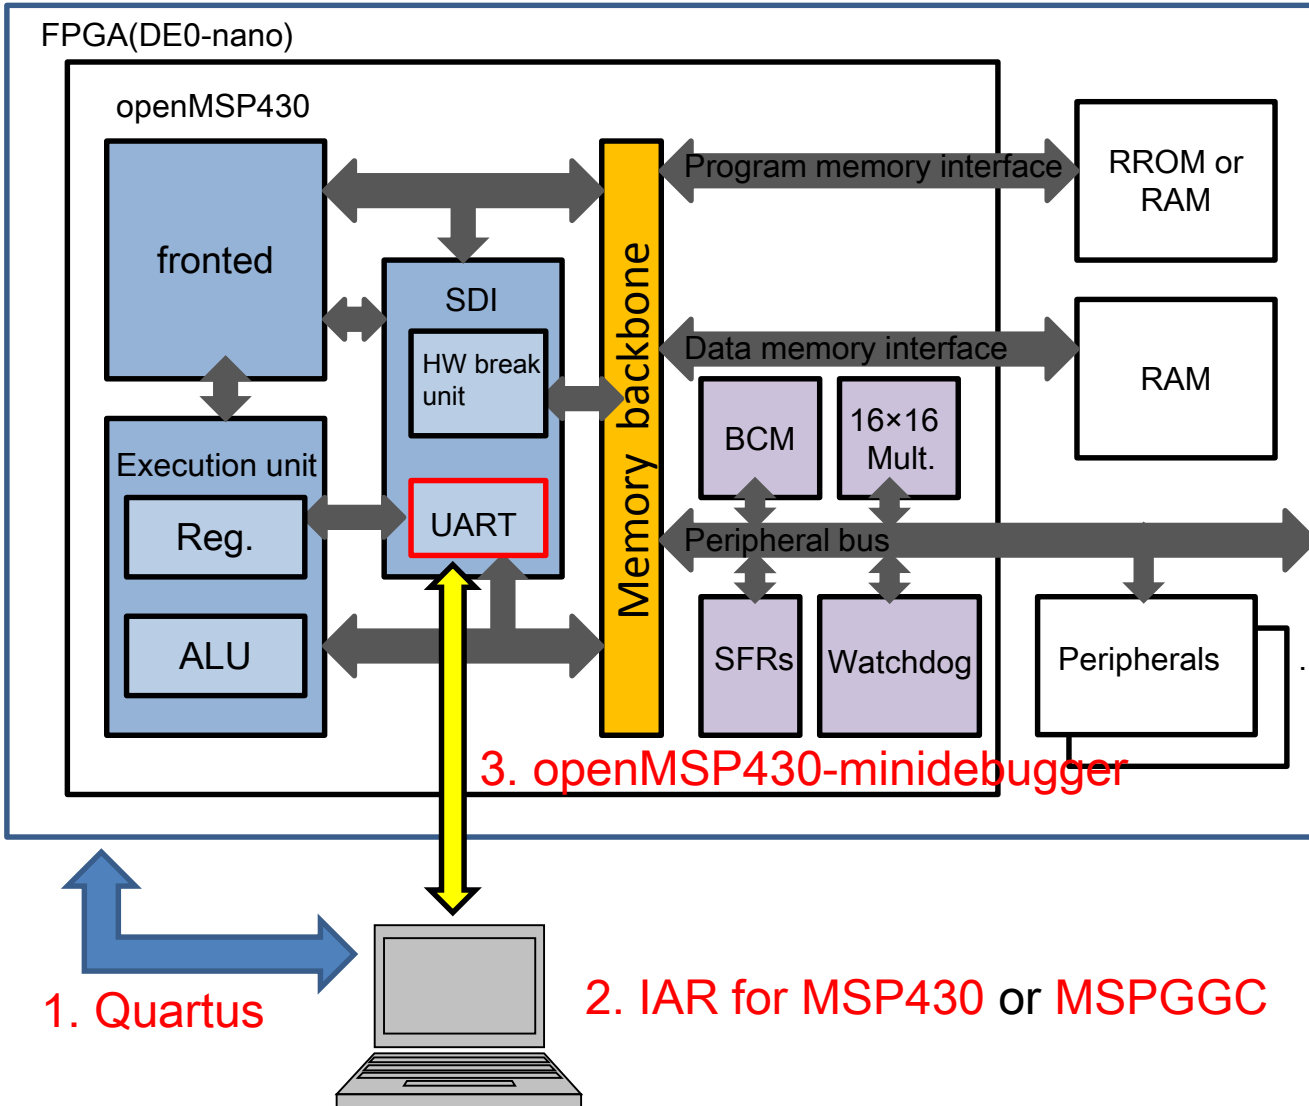 FPGA(DE0-nano)
openMSP430
fronted
SDI
HW break
unit
UART
Execution unit
Reg.
ALU
Memory backbone
Program memory interface
RROM or
RAM
Data memory interface
RAM
BCM
16×16
Mult.
Peripheral bus
SFRs
Watchdog
Peripherals
.
3. openMSP430-minidebugger
1. Quartus
2. IAR for MSP430 or MSPGGC